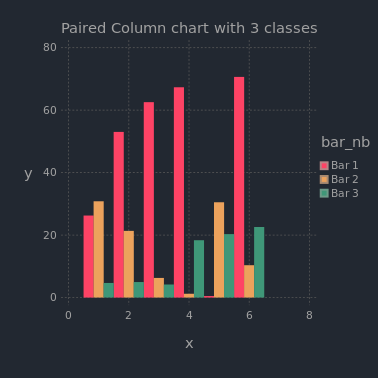 Paired Column chart with 3 classes
80
60
40
20
0
y
0 2 4 6 8
x
bar_nb
Bar 1
Bar 2
Bar 3